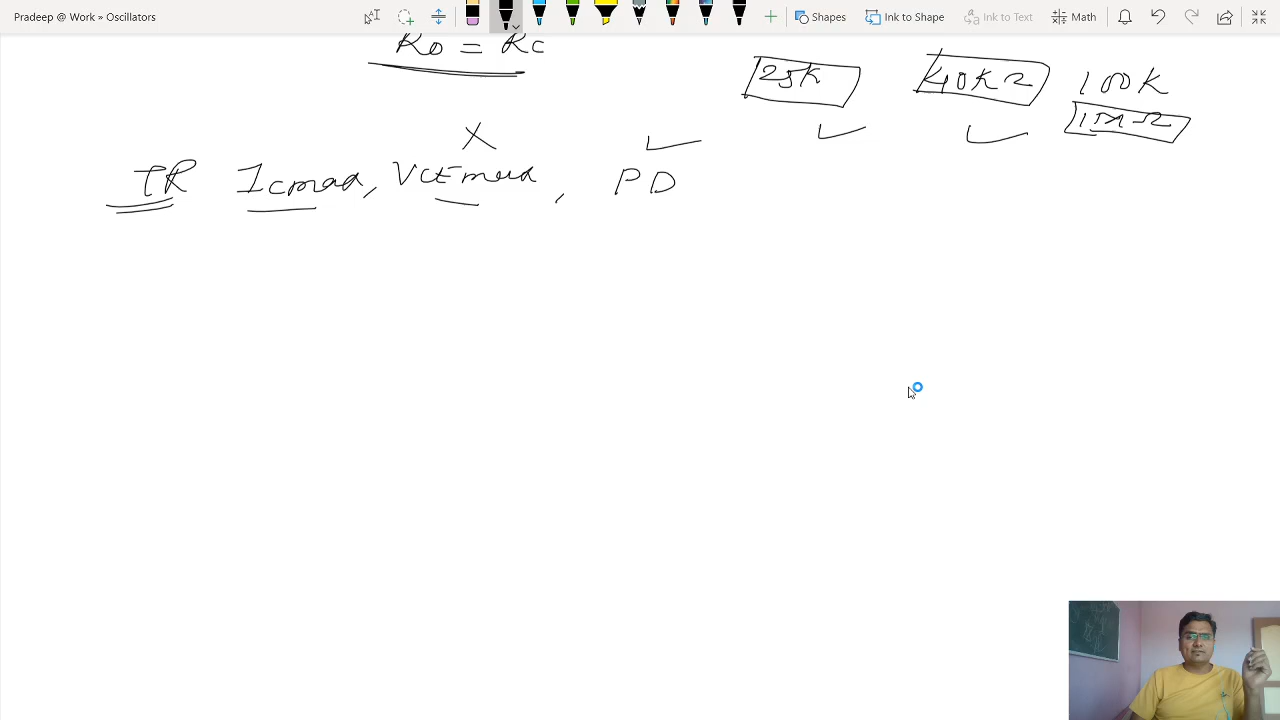 Pradeep @ Work » Oscillators
Shapes
Ink to Shape
Ink to Text
Math
Ro = Rc
25K
40KΩ
100K
TR Icmax, VCEmax, PD